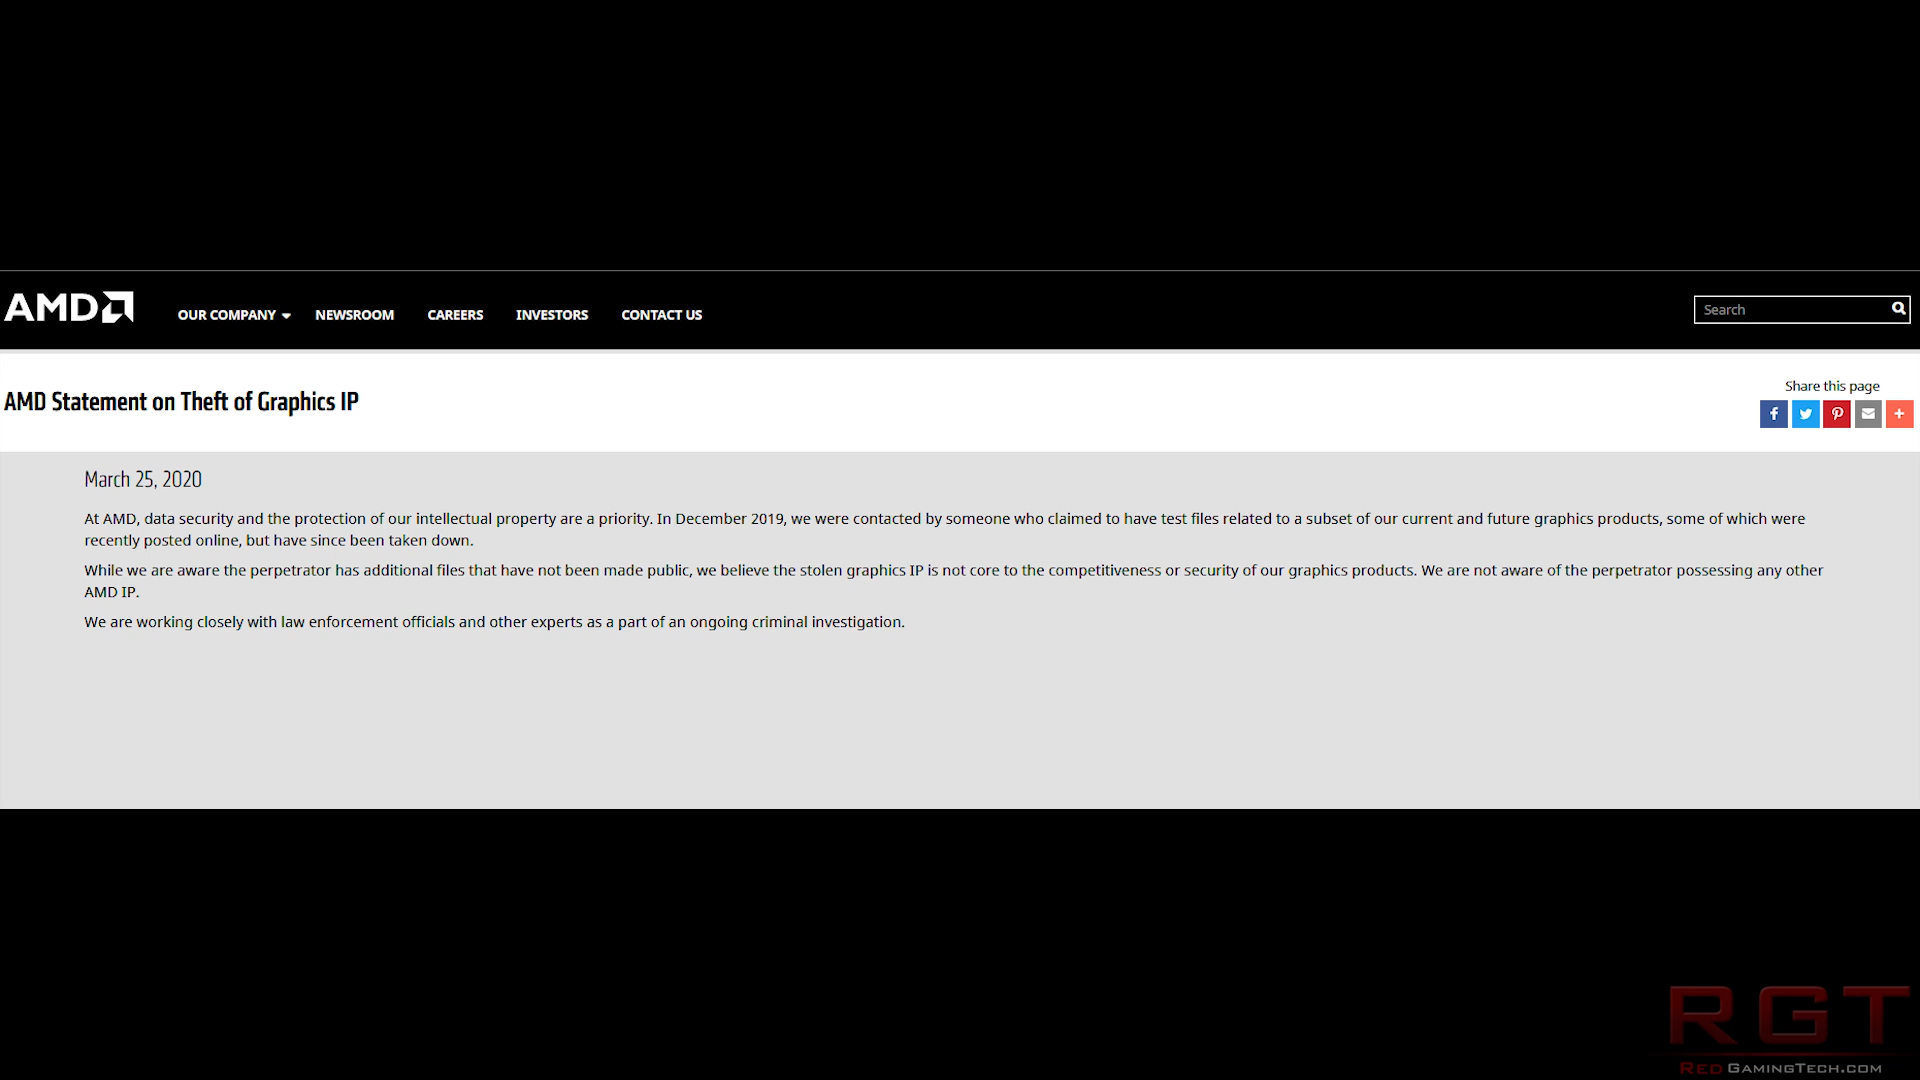 AMD
OUR COMPANY NEWSROOM CAREERS INVESTORS CONTACT US
Search
AMD Statement on Theft of Graphics IP
Share this page
March 25, 2020
At AMD, data security and the protection of our intellectual property are a priority. In December 2019, we were contacted by someone who claimed to have test files related to a subset of our current and future graphics products, some of which were
recently posted online, but have since been taken down.
While we are aware the perpetrator has additional files that have not been made public, we believe the stolen graphics IP is not core to the competitiveness or security of our graphics products. We are not aware of the perpetrator possessing any other
AMD IP.
We are working closely with law enforcement officials and other experts as a part of an ongoing criminal investigation.
RGT
RedGamingTech.com